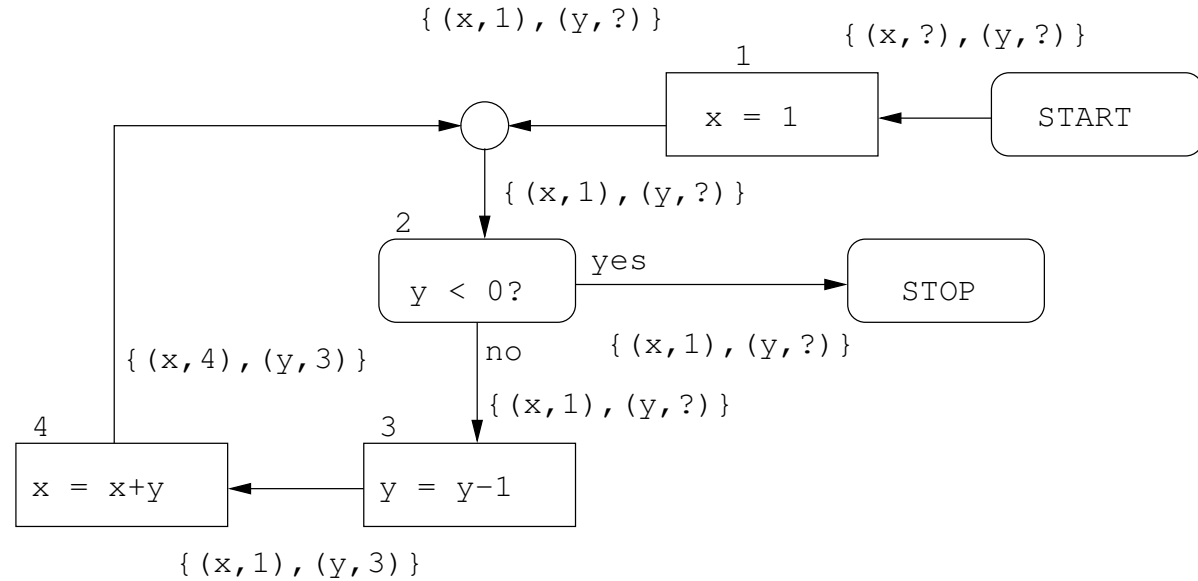 {(x,1),(y,?)}
{(x,?),(y,?)}
1
x = 1
START
{(x,1),(y,?)}
2
y < 0?
yes
STOP
{(x,1),(y,?)}
no
{(x,4),(y,3)}
{(x,1),(y,?)}
4
x = x+y
3
y = y-1
{(x,1),(y,3)}